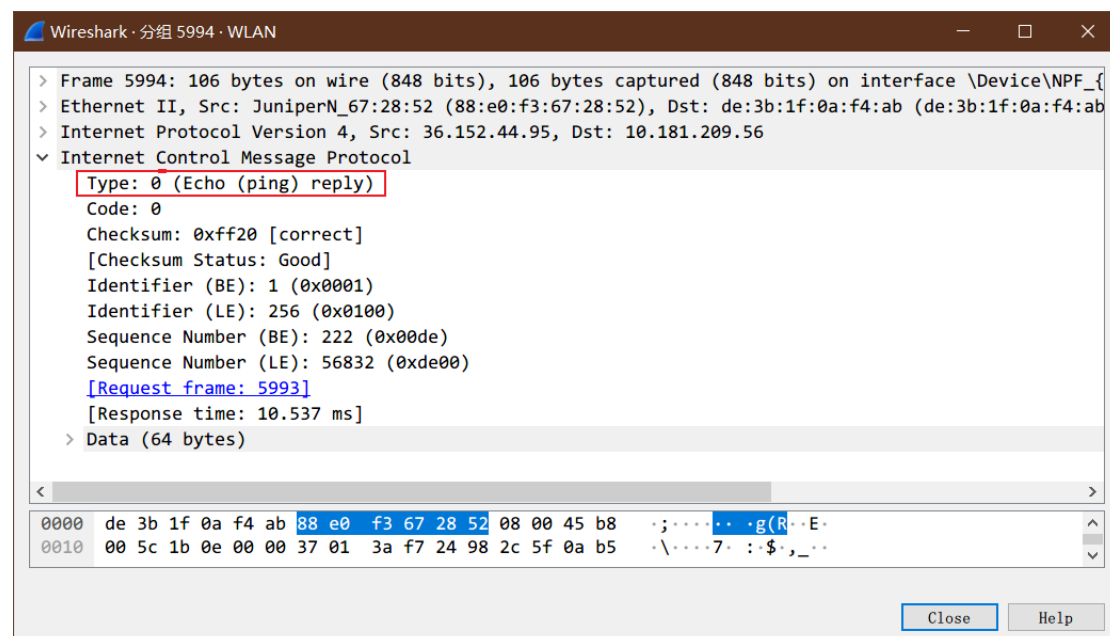 Wireshark · 分组 5994 · WLAN
Frame 5994: 106 bytes on wire (848 bits), 106 bytes captured (848 bits) on interface \Device\NPF_{
Ethernet II, Src: JuniperN_67:28:52 (88:e0:f3:67:28:52), Dst: de:3b:1f:0a:f4:ab (de:3b:1f:0a:f4:ab
Internet Protocol Version 4, Src: 36.152.44.95, Dst: 10.181.209.56
Internet Control Message Protocol
Type: 0 (Echo (ping) reply)
Code: 0
Checksum: 0xff20 [correct]
[Checksum Status: Good]
Identifier (BE): 1 (0x0001)
Identifier (LE): 256 (0x0100)
Sequence Number (BE): 222 (0x00de)
Sequence Number (LE): 56832 (0xde00)
[Request frame: 5993]
[Response time: 10.537 ms]
Data (64 bytes)
0000 de 3b 1f 0a f4 ab 88 e0 f3 67 28 52 08 00 45 b8 ·;······ ·g(R··E·
0010 00 5c 1b 0e 00 00 37 01 3a f7 24 98 2c 5f 0a b5 ·\····7· :·$·,_··
Close Help